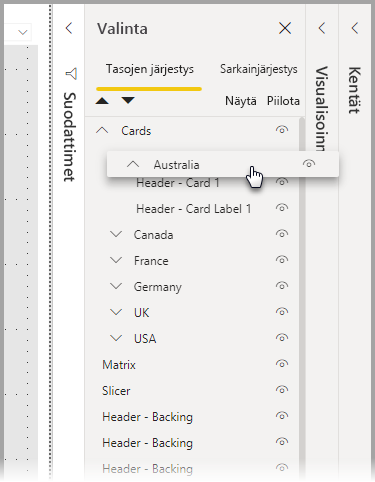 Valinta
Tasojen järjestys Sarkainjärjestys
Näytä Piilota
Cards
Australia
Header - Card 1
Header - Card Label 1
Canada
France
Germany
UK
USA
Matrix
Slicer
Header - Backing
Header - Backing
Header - Backing
Suodattimet
Visualisoinn
Kentät